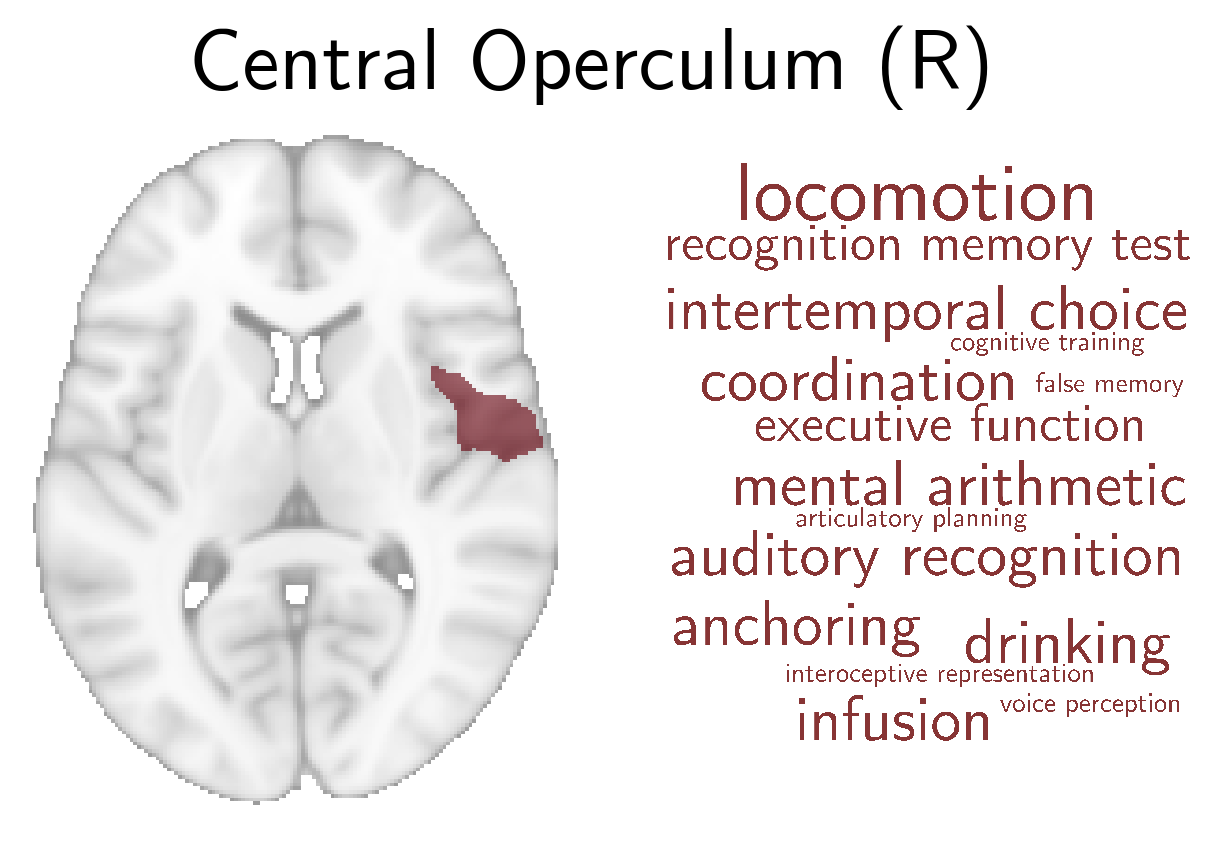 Central Operculum (R)
locomotion
recognition memory test
intertemporal choice
cognitive training
coordination
false memory
executive function
mental arithmetic
articulatory planning
auditory recognition
anchoring
drinking
interoceptive representation
infusion
voice perception